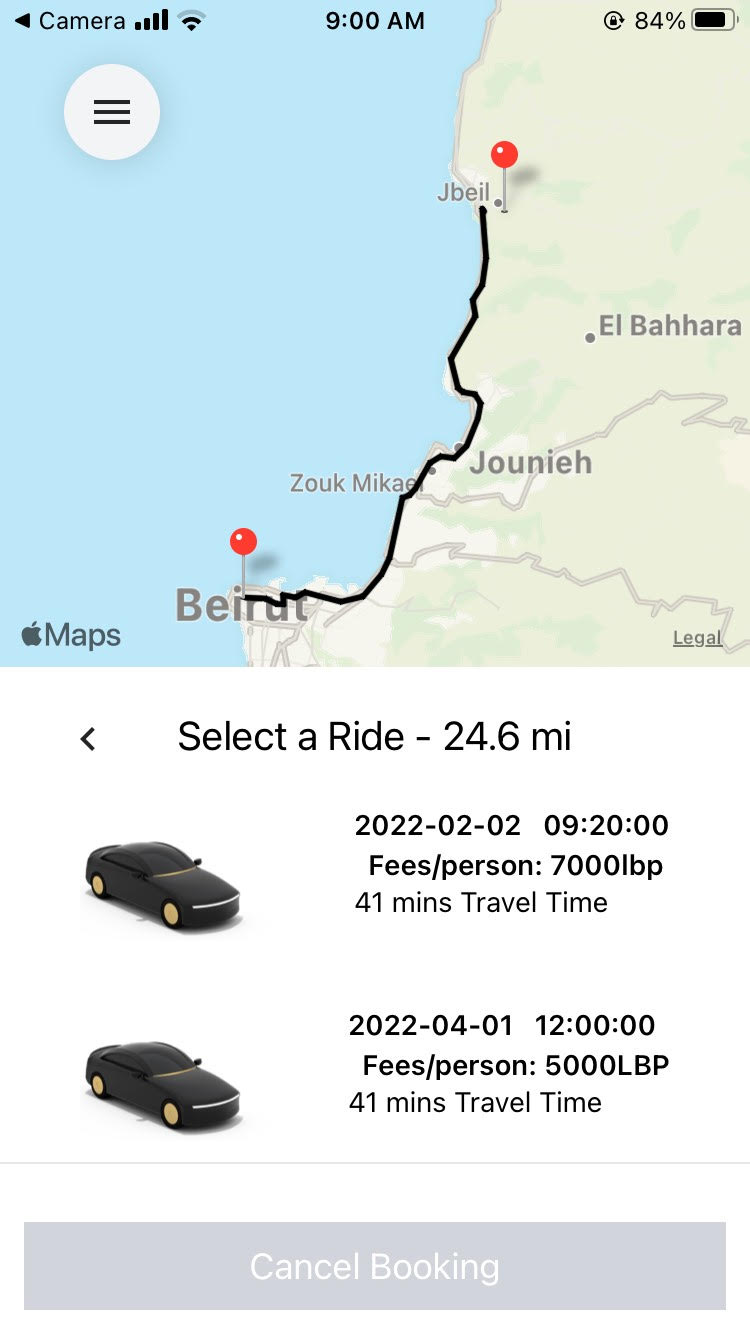 Camera 9:00 AM 84%
Jbeil
El Bahhara
Jounieh
Zouk Mikael
Beirut
Maps
Legal
Select a Ride - 24.6 mi
2022-02-02 09:20:00
Fees/person: 7000lbp
41 mins Travel Time
2022-04-01 12:00:00
Fees/person: 5000LBP
41 mins Travel Time
Cancel Booking